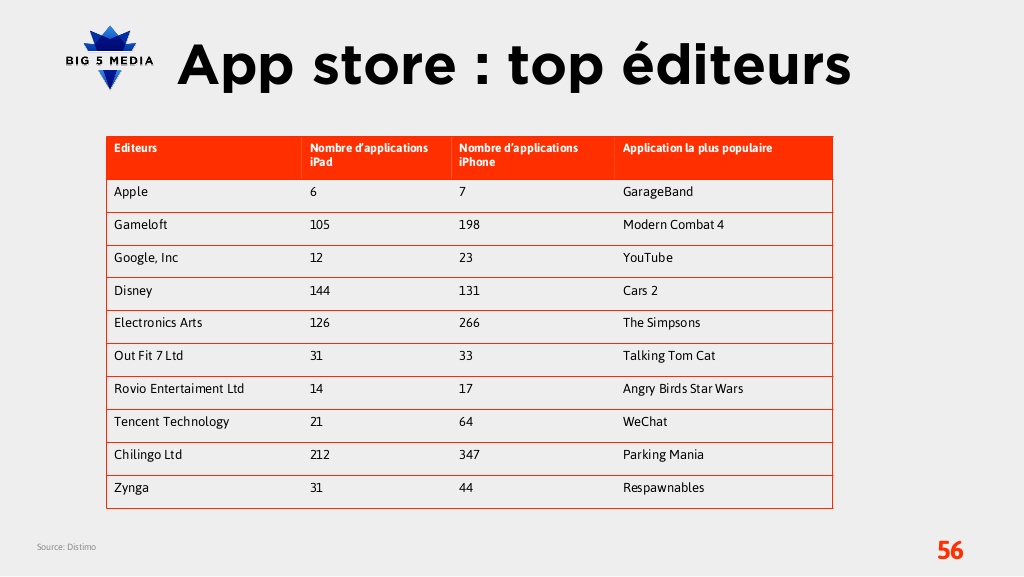 BIG 5 MEDIA
App store : top éditeurs
Editeurs Nombre d'applications iPad Nombre d'applications iPhone Application la plus populaire
Apple 6 7 GarageBand
Gameloft 105 198 Modern Combat 4
Google, Inc 12 23 YouTube
Disney 144 131 Cars 2
Electronics Arts 126 266 The Simpsons
Out Fit 7 Ltd 31 33 Talking Tom Cat
Rovio Entertaiment Ltd 14 17 Angry Birds Star Wars
Tencent Technology 21 64 WeChat
Chilingo Ltd 212 347 Parking Mania
Zynga 31 44 Respawnables
Source: Distimo
56